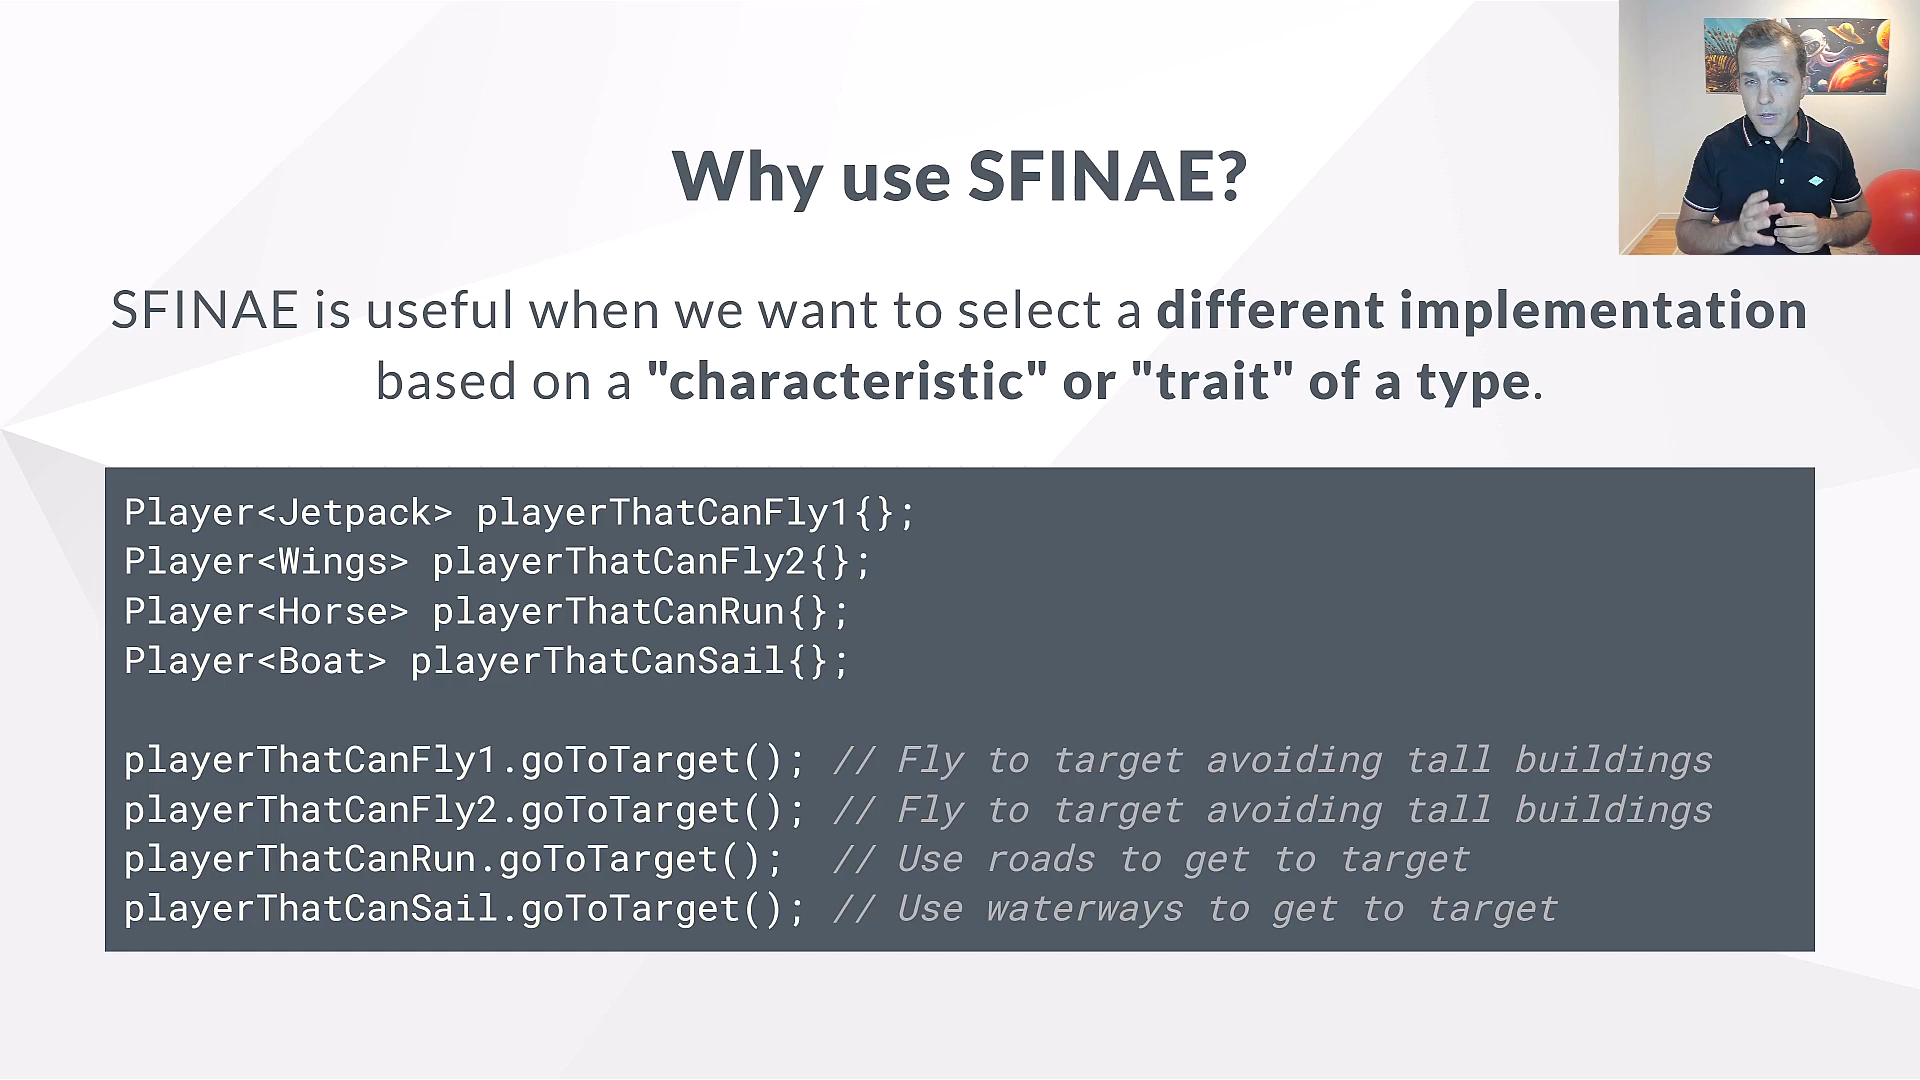 Why use SFINAE?
SFINAE is useful when we want to select a different implementation
based on a "characteristic" or "trait" of a type.
Player<Jetpack> playerThatCanFly1{};
Player<Wings> playerThatCanFly2{};
Player<Horse> playerThatCanRun{};
Player<Boat> playerThatCanSail{};
playerThatCanFly1.goToTarget(); // Fly to target avoiding tall buildings
playerThatCanFly2.goToTarget(); // Fly to target avoiding tall buildings
playerThatCanRun.goToTarget();  // Use roads to get to target
playerThatCanSail.goToTarget(); // Use waterways to get to target